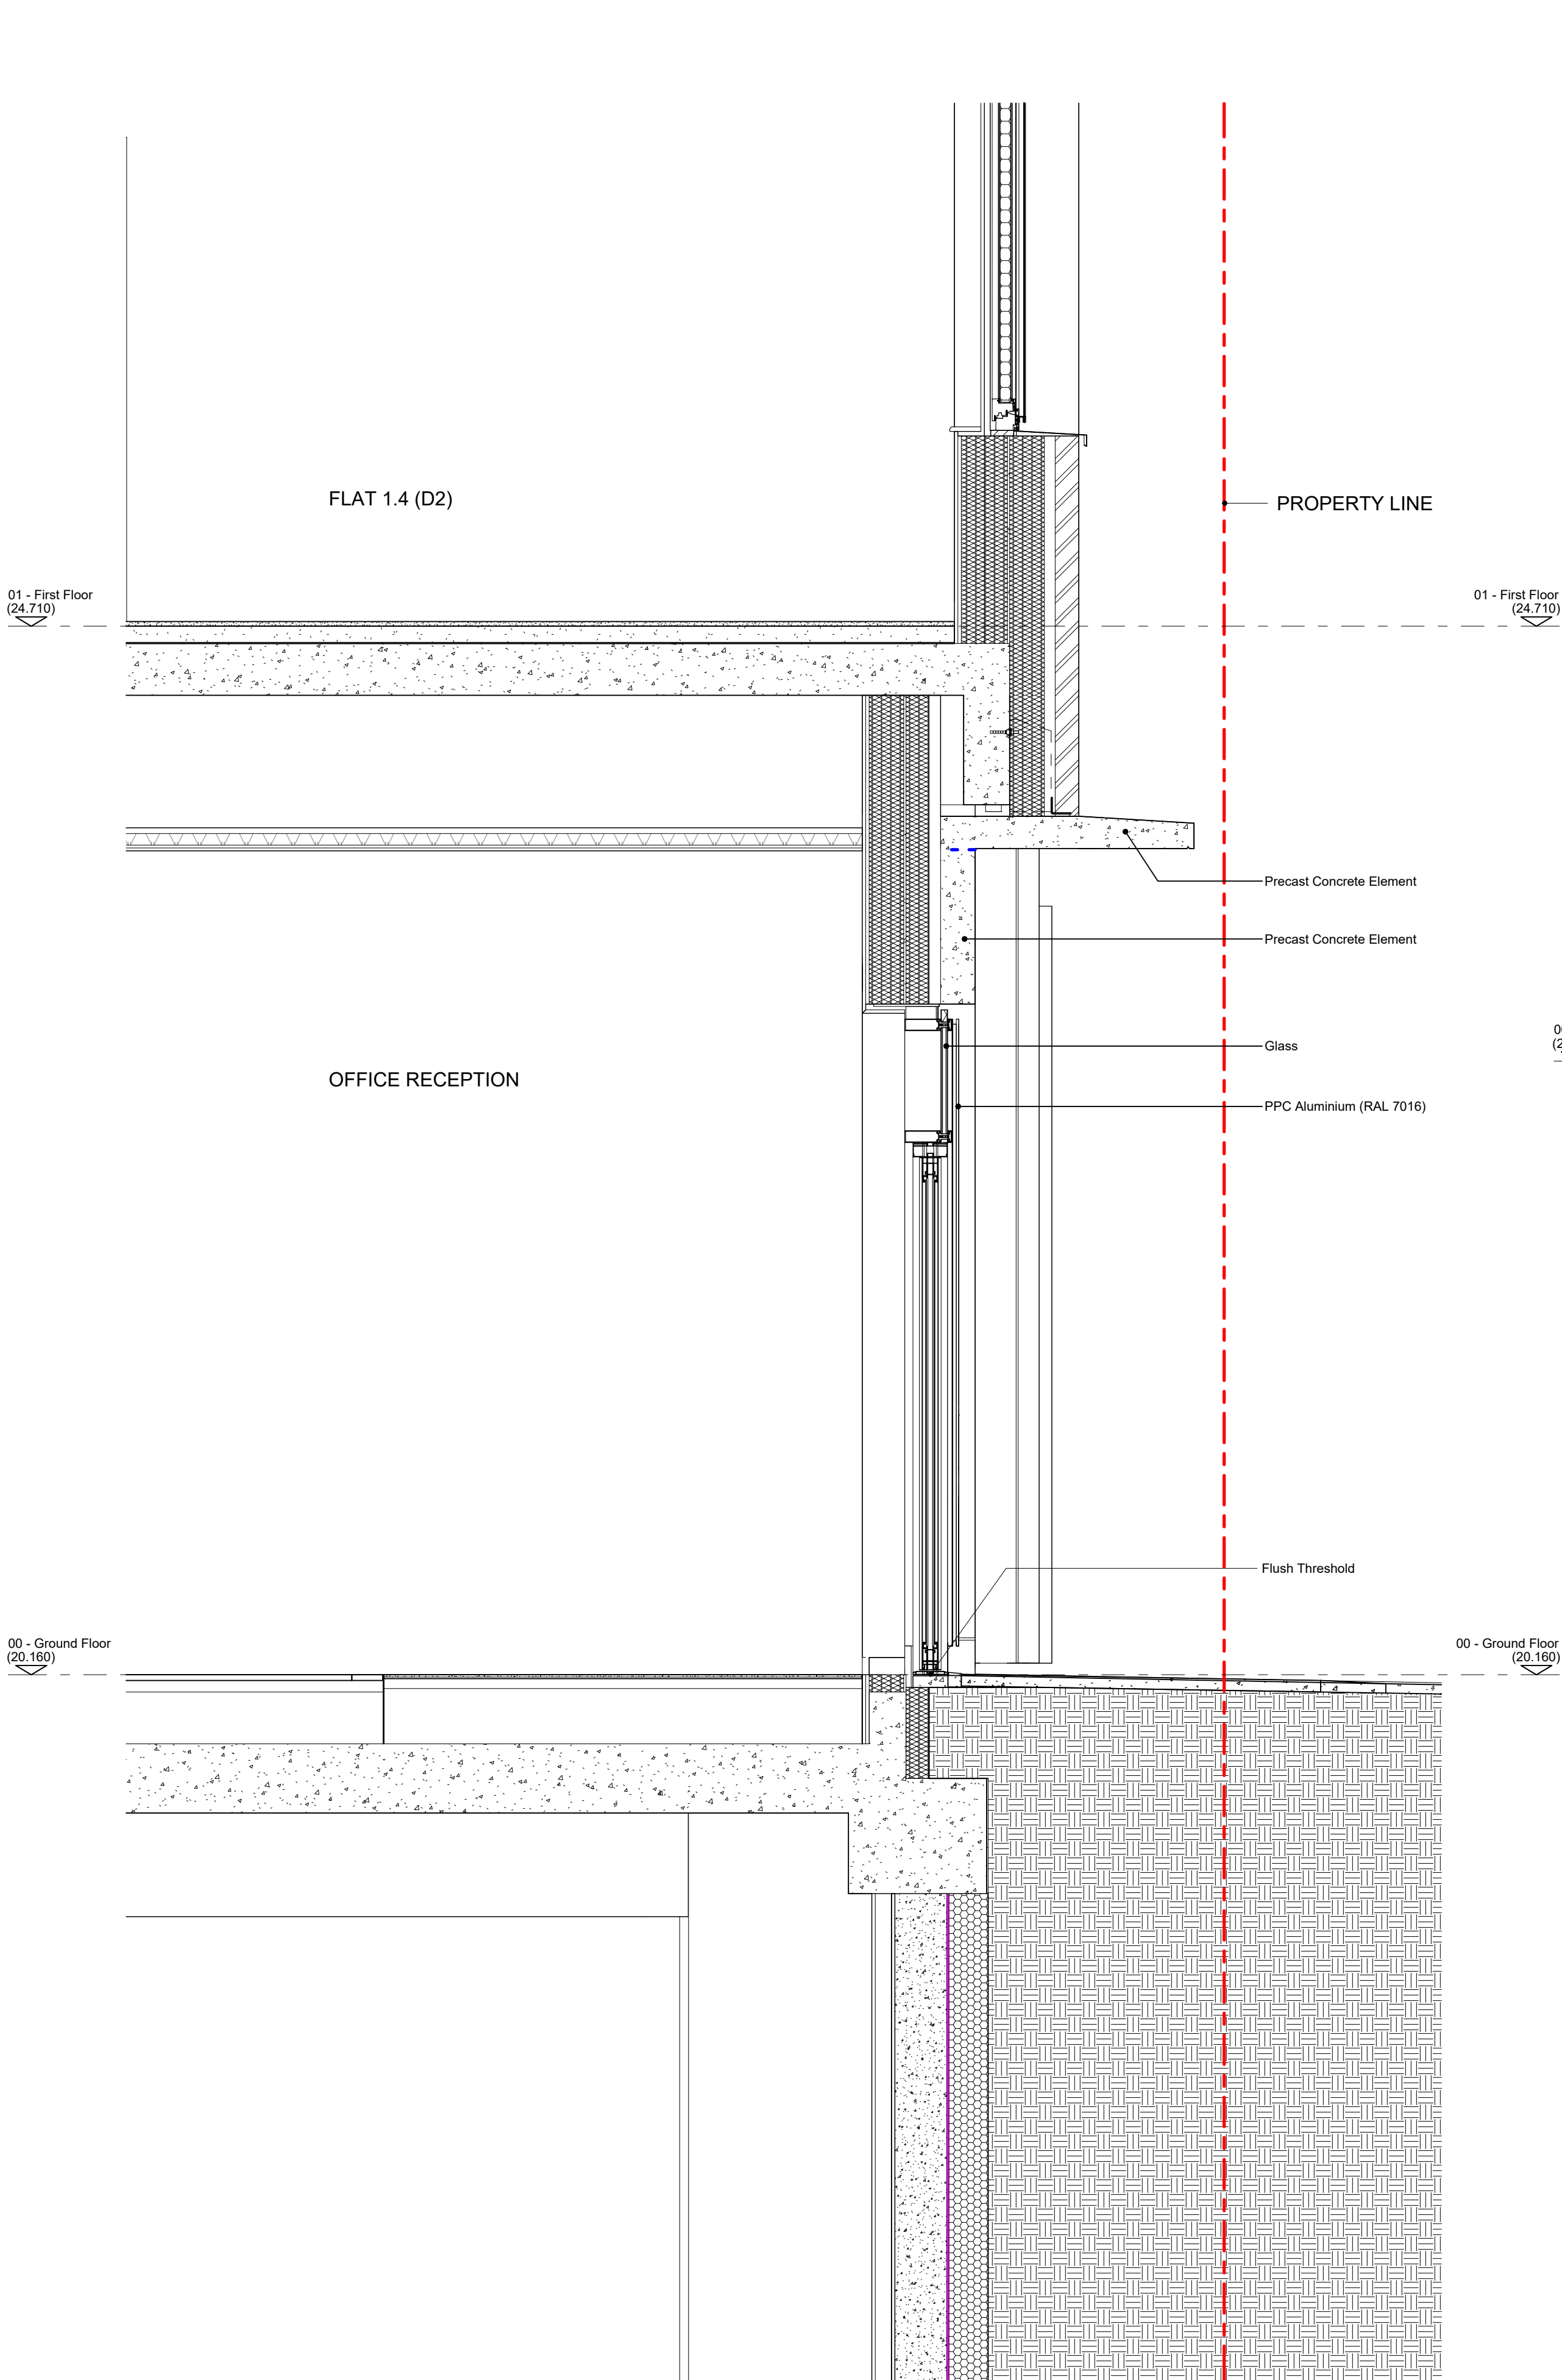 FLAT 1.4 (D2)
PROPERTY LINE
01 - First Floor
(24.710)
01 - First Floor
(24.710)
Precast Concrete Element
Precast Concrete Element
Glass
OFFICE RECEPTION
PPC Aluminium (RAL 7016)
Flush Threshold
00 - Ground Floor
(20.160)
00 - Ground Floor
(20.160)